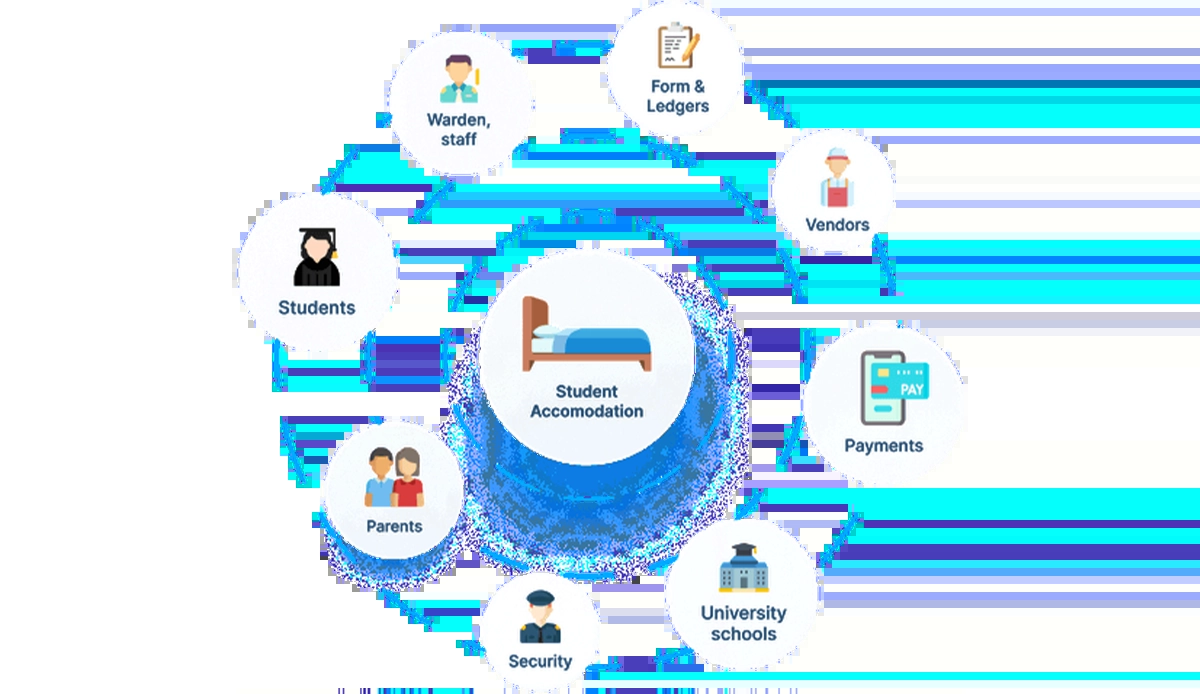 Form &
Ledgers
Warden,
staff
Vendors
Students
Student
Accomodation
PAY
Payments
Parents
University
schools
Security